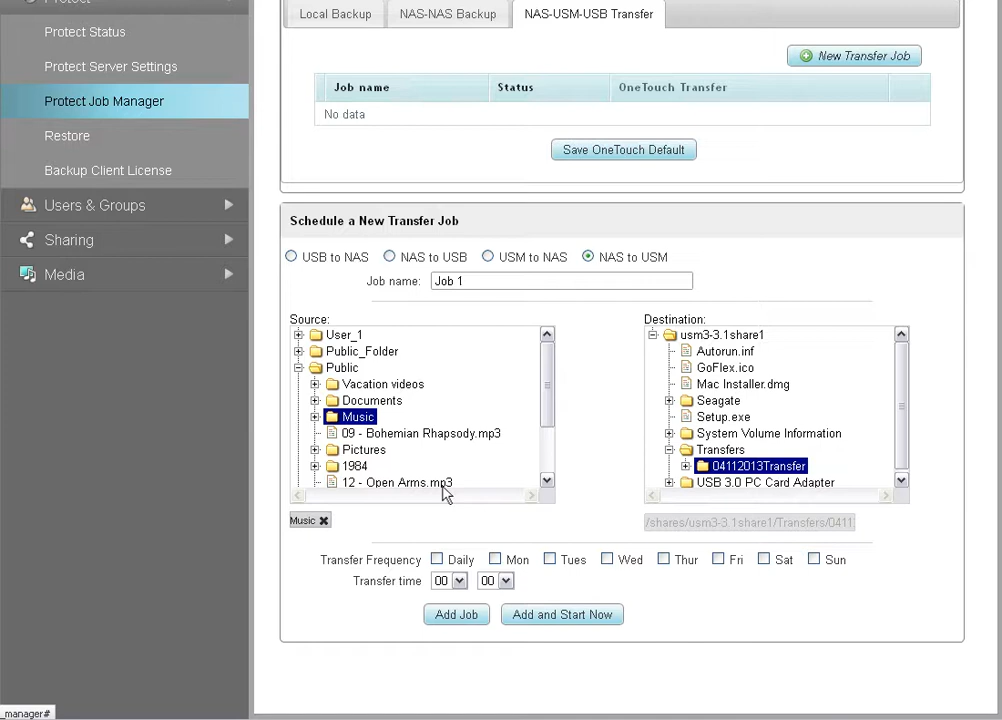 Protect
Protect Status
Protect Server Settings
Protect Job Manager
Restore
Backup Client License
Users & Groups
Sharing
Media
_manager#
Local Backup NAS-NAS Backup NAS-USM-USB Transfer
New Transfer Job
Job name Status OneTouch Transfer
No data
Save OneTouch Default
Schedule a New Transfer Job
USB to NAS NAS to USB USM to NAS NAS to USM
Job name: Job 1
Source:
User_1
Public_Folder
Public
Vacation videos
Documents
Music
09 - Bohemian Rhapsody.mp3
Pictures
1984
12 - Open Arms.mp3
Music ✖
Destination:
usm3-3.1share1
Autorun.inf
GoFlex.ico
Mac Installer.dmg
Seagate
Setup.exe
System Volume Information
Transfers
04112013Transfer
USB 3.0 PC Card Adapter
/shares/usm3-3.1share1/Transfers/0411
Transfer Frequency Daily Mon Tues Wed Thur Fri Sat Sun
Transfer time 00 00
Add Job Add and Start Now